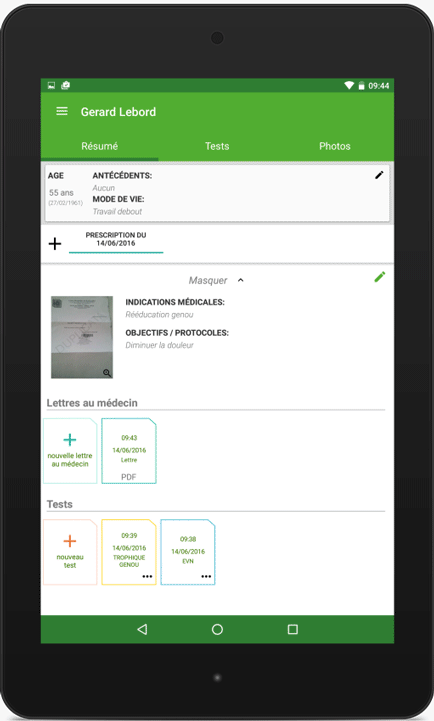 09:44
Gerard Lebord
Résumé Tests Photos
AGE
55 ans
(27/02/1961)
ANTÉCÉDENTS:
Aucun
MODE DE VIE:
Travail debout
PRESCRIPTION DU
14/06/2016
Masquer
INDICATIONS MÉDICALES:
Rééducation genou
OBJECTIFS / PROTOCOLES:
Diminuer la douleur
Lettres au médecin
nouvelle lettre
au médecin
09:43
14/06/2016
Lettre
PDF
Tests
nouveau
test
09:39
14/06/2016
TROPHIQUE
GENOU
09:38
14/06/2016
EVN